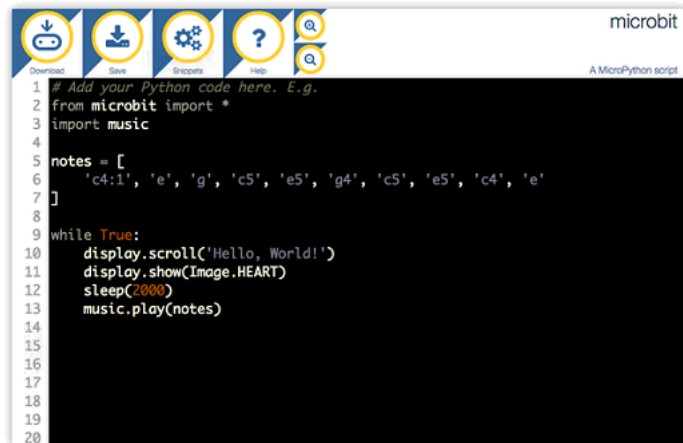 microbit
Download Save Snippets Help
A MicroPython script
1 # Add your Python code here. E.g.
2 from microbit import *
3 import music
4
5 notes = [
6     'c4:1', 'e', 'g', 'c5', 'e5', 'g4', 'c5', 'e5', 'c4', 'e'
7 ]
8
9 while True:
10     display.scroll('Hello, World!')
11     display.show(Image.HEART)
12     sleep(2000)
13     music.play(notes)
14
15
16
17
18
19
20